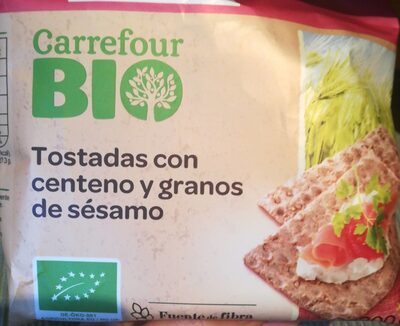 Carrefour
BIO
Tostadas con
centeno y granos
de sésamo
Fuente de fibra